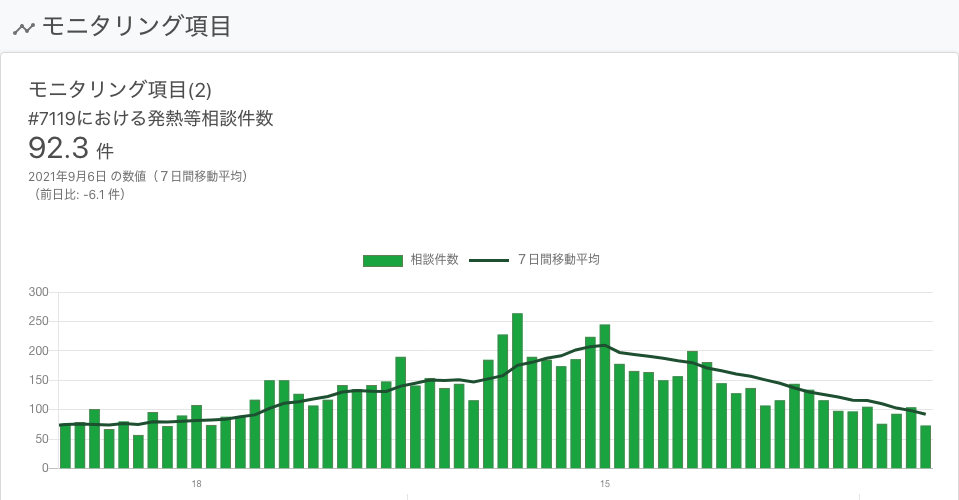 モニタリング項目
モニタリング項目(2)
#7119における発熱等相談件数
92.3 件
2021年9月6日 の数値（７日間移動平均）
（前日比: -6.1 件）
相談件数 ７日間移動平均
300
250
200
150
100
50
0
18 15